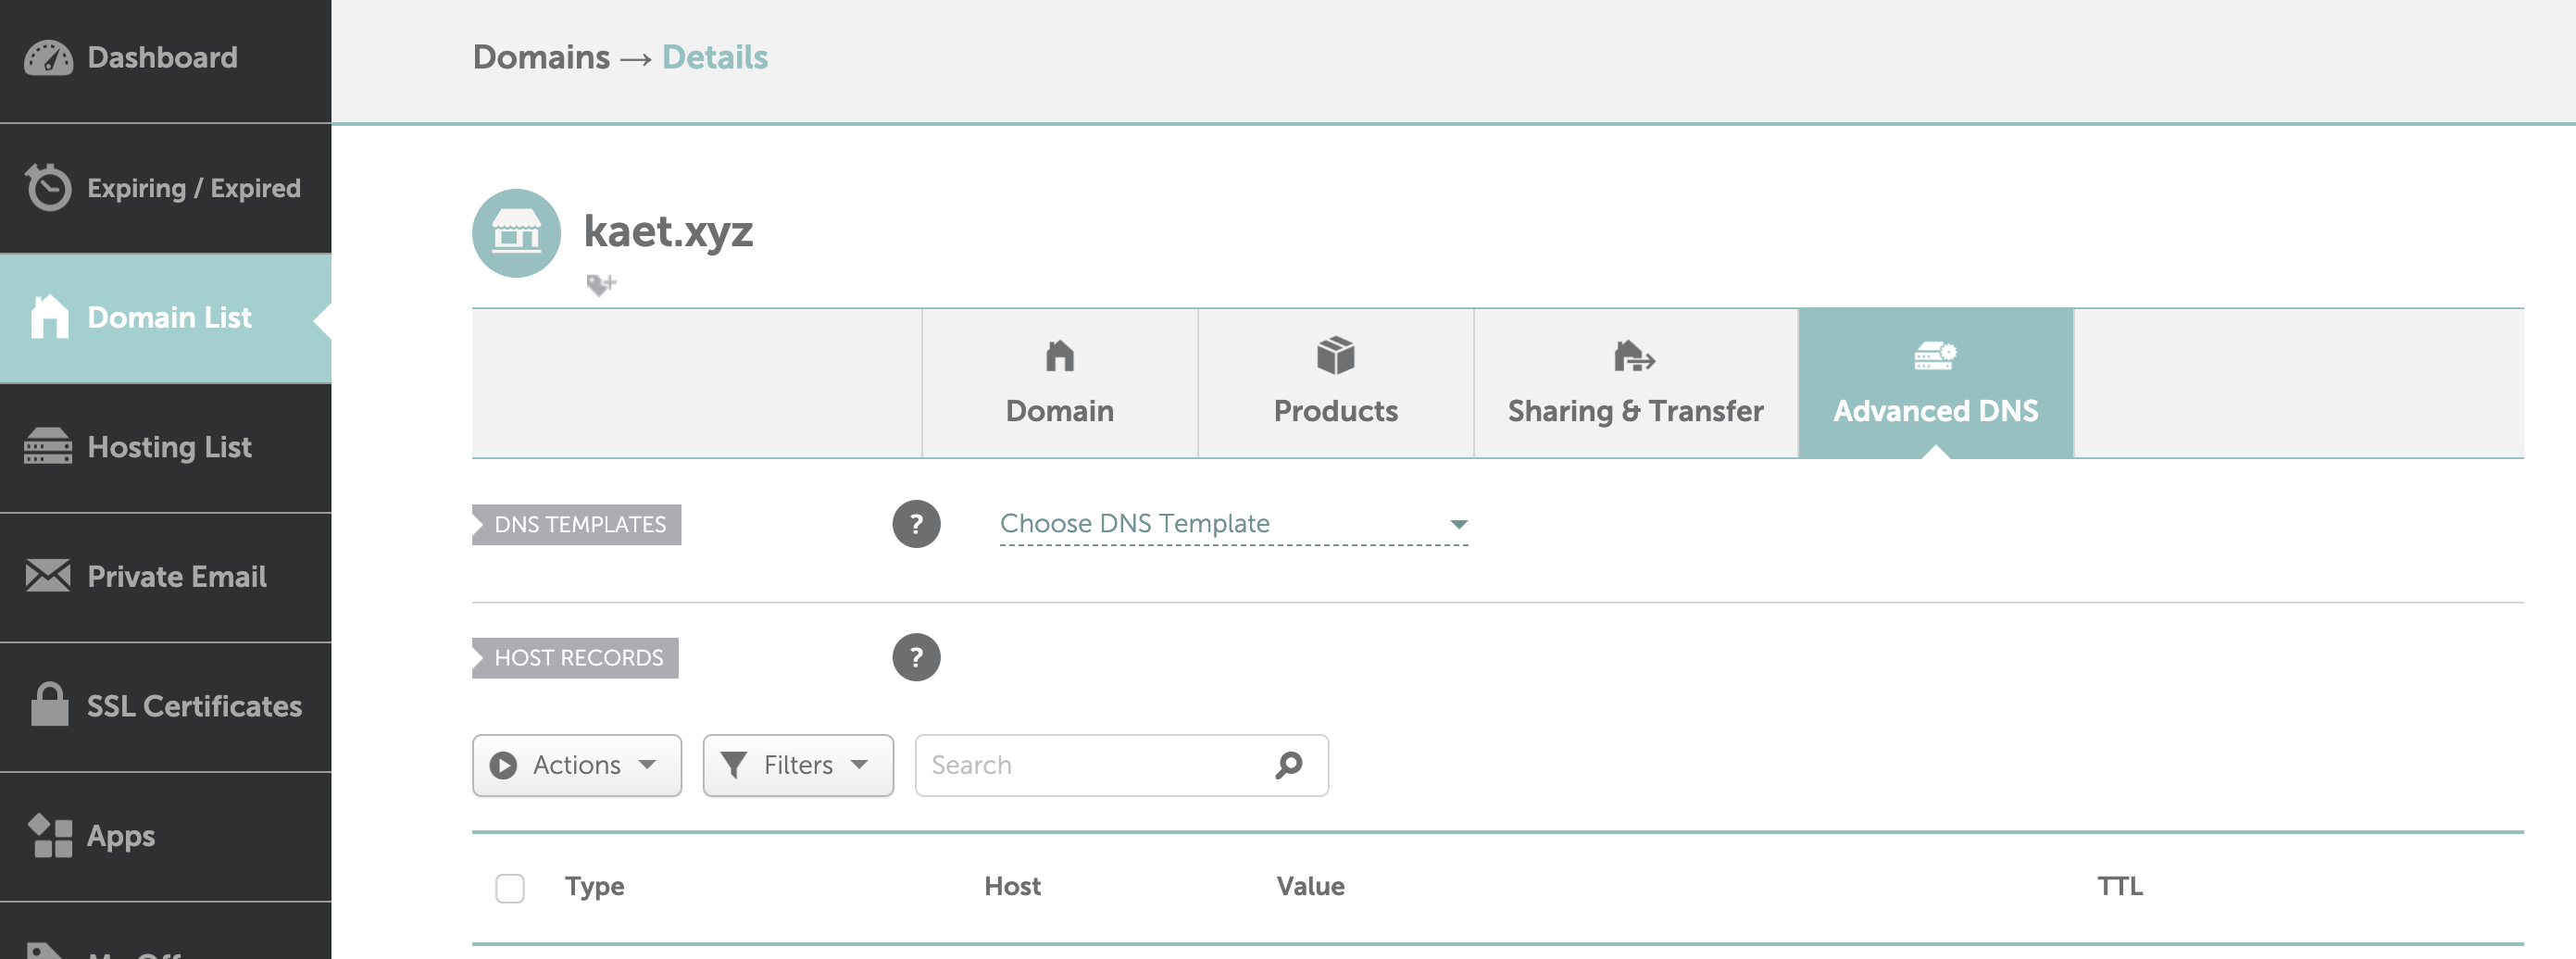 Dashboard
Expiring / Expired
Domain List
Hosting List
Private Email
SSL Certificates
Apps
Domains → Details
kaet.xyz
Domain
Products
Sharing & Transfer
Advanced DNS
DNS TEMPLATES
?
Choose DNS Template
HOST RECORDS
?
Actions
Filters
Search
Type Host Value TTL